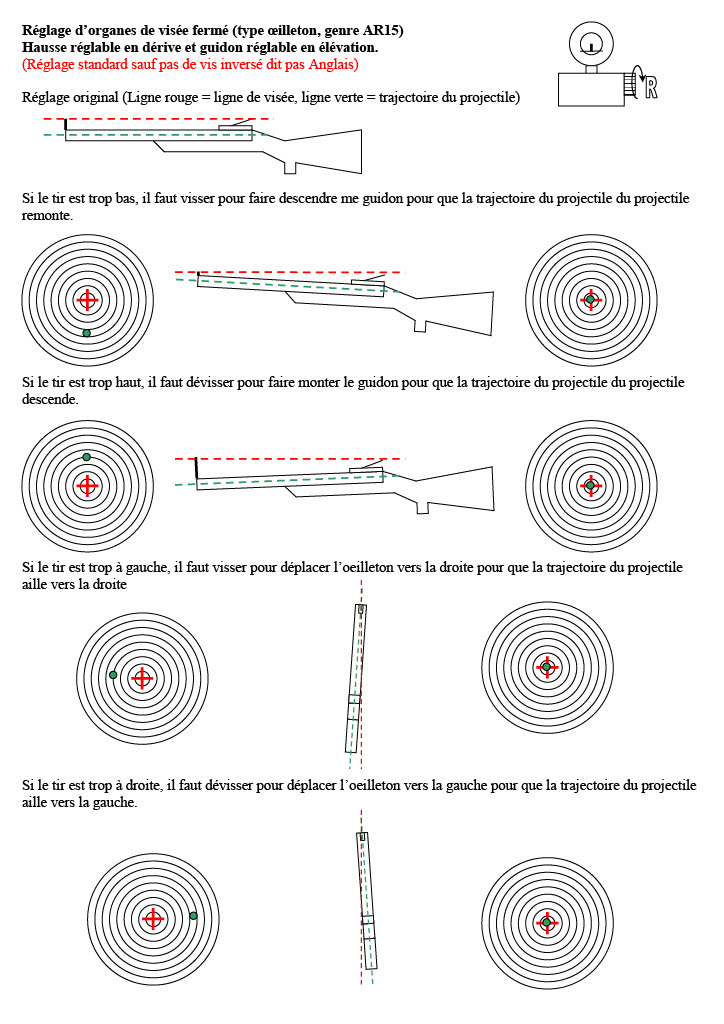 Réglage d’organes de visée fermé (type œilleton, genre AR15)
Hausse réglable en dérive et guidon réglable en élévation.
(Réglage standard sauf pas de vis inversé dit pas Anglais)
R
Réglage original (Ligne rouge = ligne de visée, ligne verte = trajectoire du projectile)
Si le tir est trop bas, il faut visser pour faire descendre me guidon pour que la trajectoire du projectile du projectile
remonte.
Si le tir est trop haut, il faut dévisser pour faire monter le guidon pour que la trajectoire du projectile du projectile
descende.
Si le tir est trop à gauche, il faut visser pour déplacer l’oeilleton vers la droite pour que la trajectoire du projectile
aille vers la droite
Si le tir est trop à droite, il faut dévisser pour déplacer l’oeilleton vers la gauche pour que la trajectoire du projectile
aille vers la gauche.